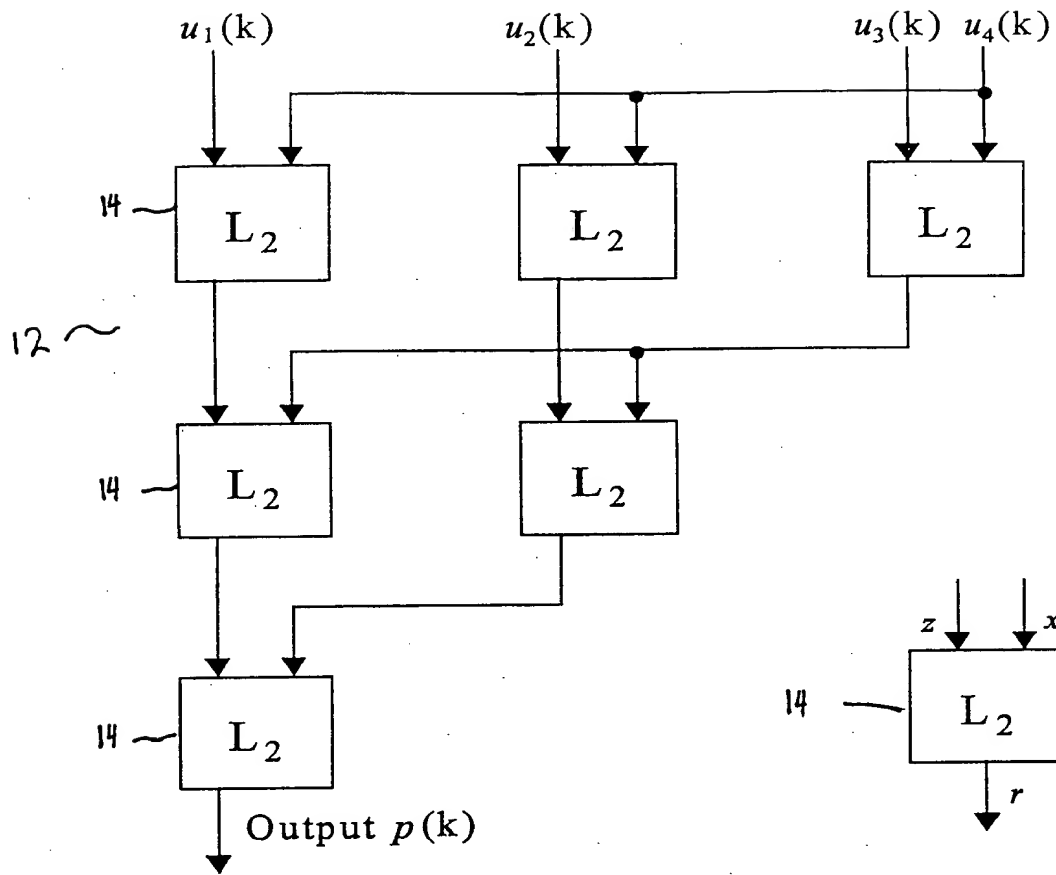 u₁(k) u₂(k) u₃(k) u₄(k)
14 L₂ L₂ L₂
12
14 L₂ L₂
z x
14 L₂ 14 L₂
r
Output p(k)